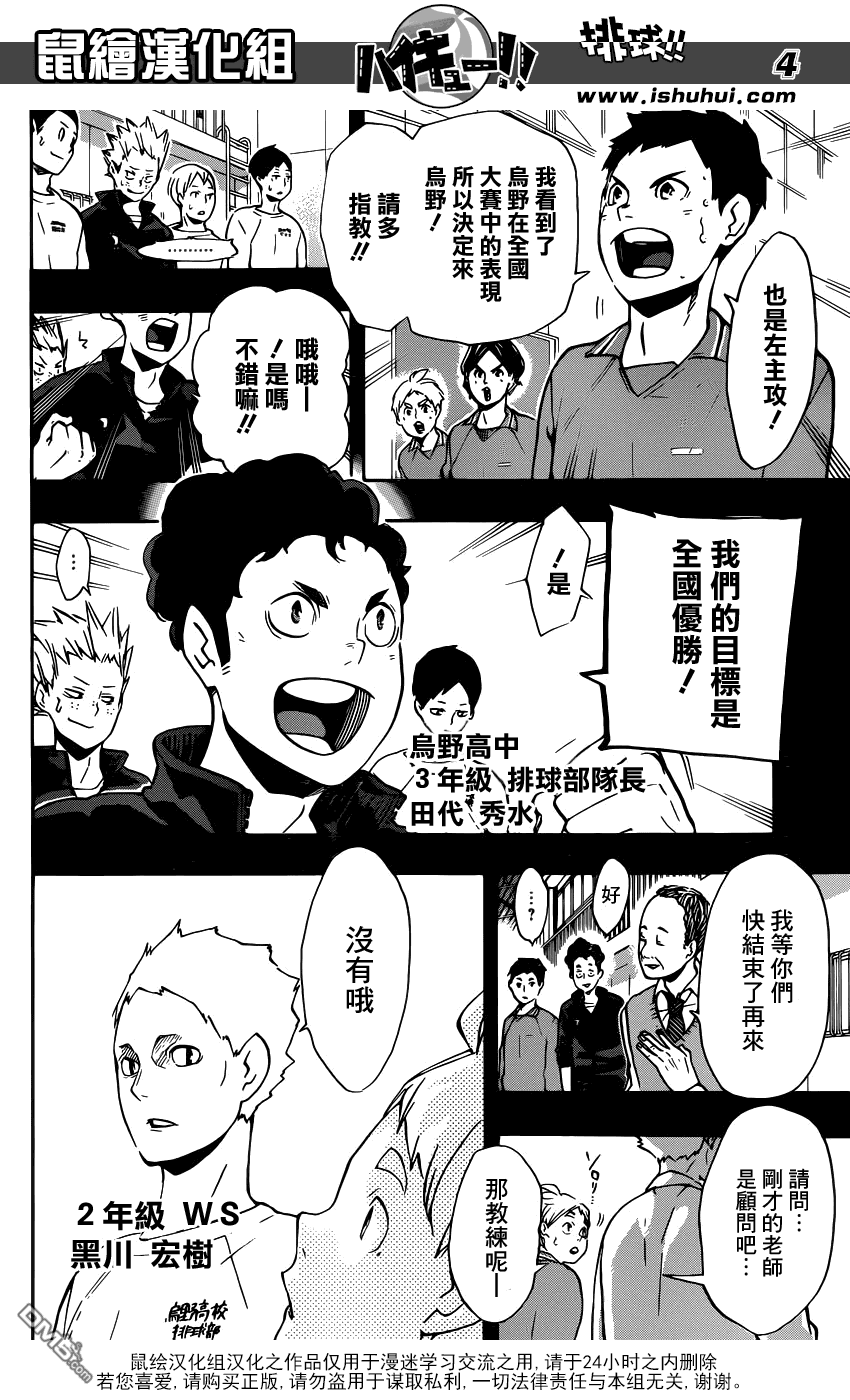 鼠繪漢化組
ハイキュー!!
排球!!
4
www.ishuhui.com
也是左主攻！
我看到了
烏野在全國
大賽中的表現
所以決定來
烏野！
請多
指教!!
………
哦哦—
！是嗎
不錯嘛!!
我們的目標是
全國優勝！
！是
…
烏野高中
3年級 排球部隊長
田代 秀水
我等你們
快結束了再來
好
…?
請問…
剛才的老師
是顧問吧…
那教練呢—
沒有哦
2年級 W.S
黑川 宏樹
烏野高校
排球部
DMB.com
鼠绘汉化组汉化之作品仅用于漫迷学习交流之用, 请于24小时之内删除
若您喜爱, 请购买正版, 请勿盗用于谋取私利, 一切法律责任与本组无关, 谢谢。